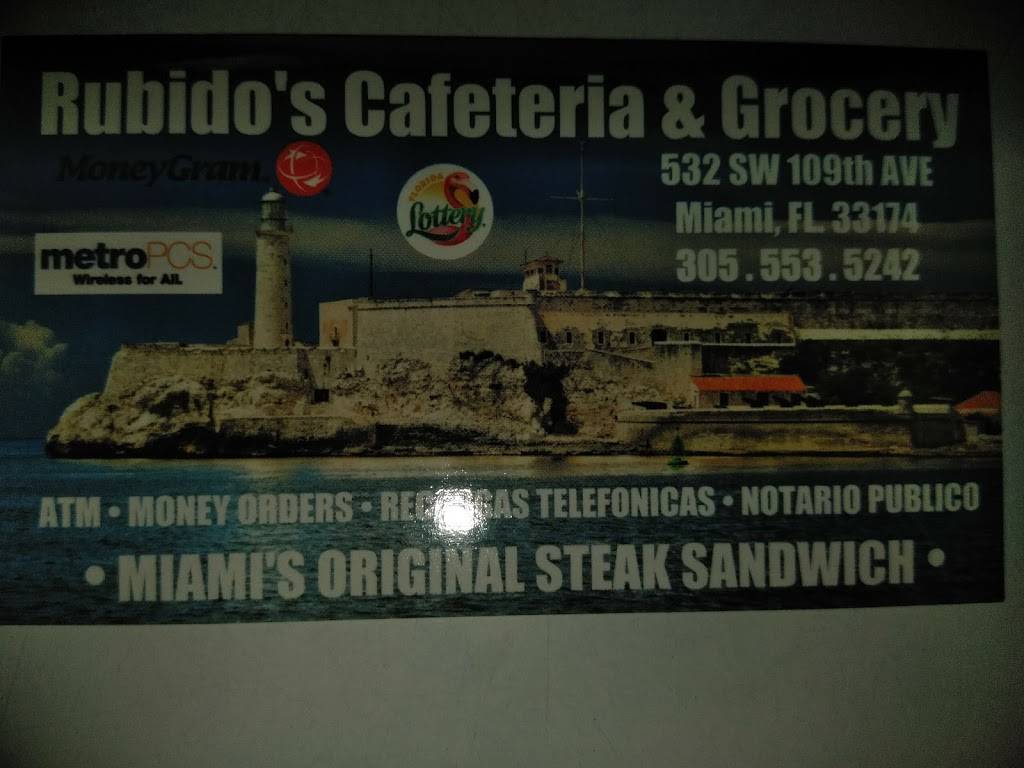 Rubido's Cafeteria & Grocery
MoneyGram
532 SW 109th AVE
FLORIDA
Lottery
Miami, FL. 33174
metroPCS.
Wireless for All.
305.553.5242
ATM • MONEY ORDERS • TELEFONICAS • NOTARIO PUBLICO
• MIAMI'S ORIGINAL STEAK SANDWICH •